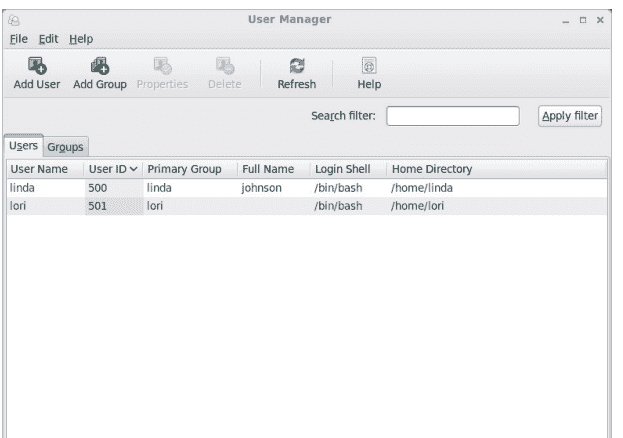 User Manager
File Edit Help
Add User Add Group Properties Delete Refresh Help
Search filter: Apply filter
Users Groups
User Name User ID Primary Group Full Name Login Shell Home Directory
linda 500 linda johnson /bin/bash /home/linda
lori 501 lori /bin/bash /home/lori